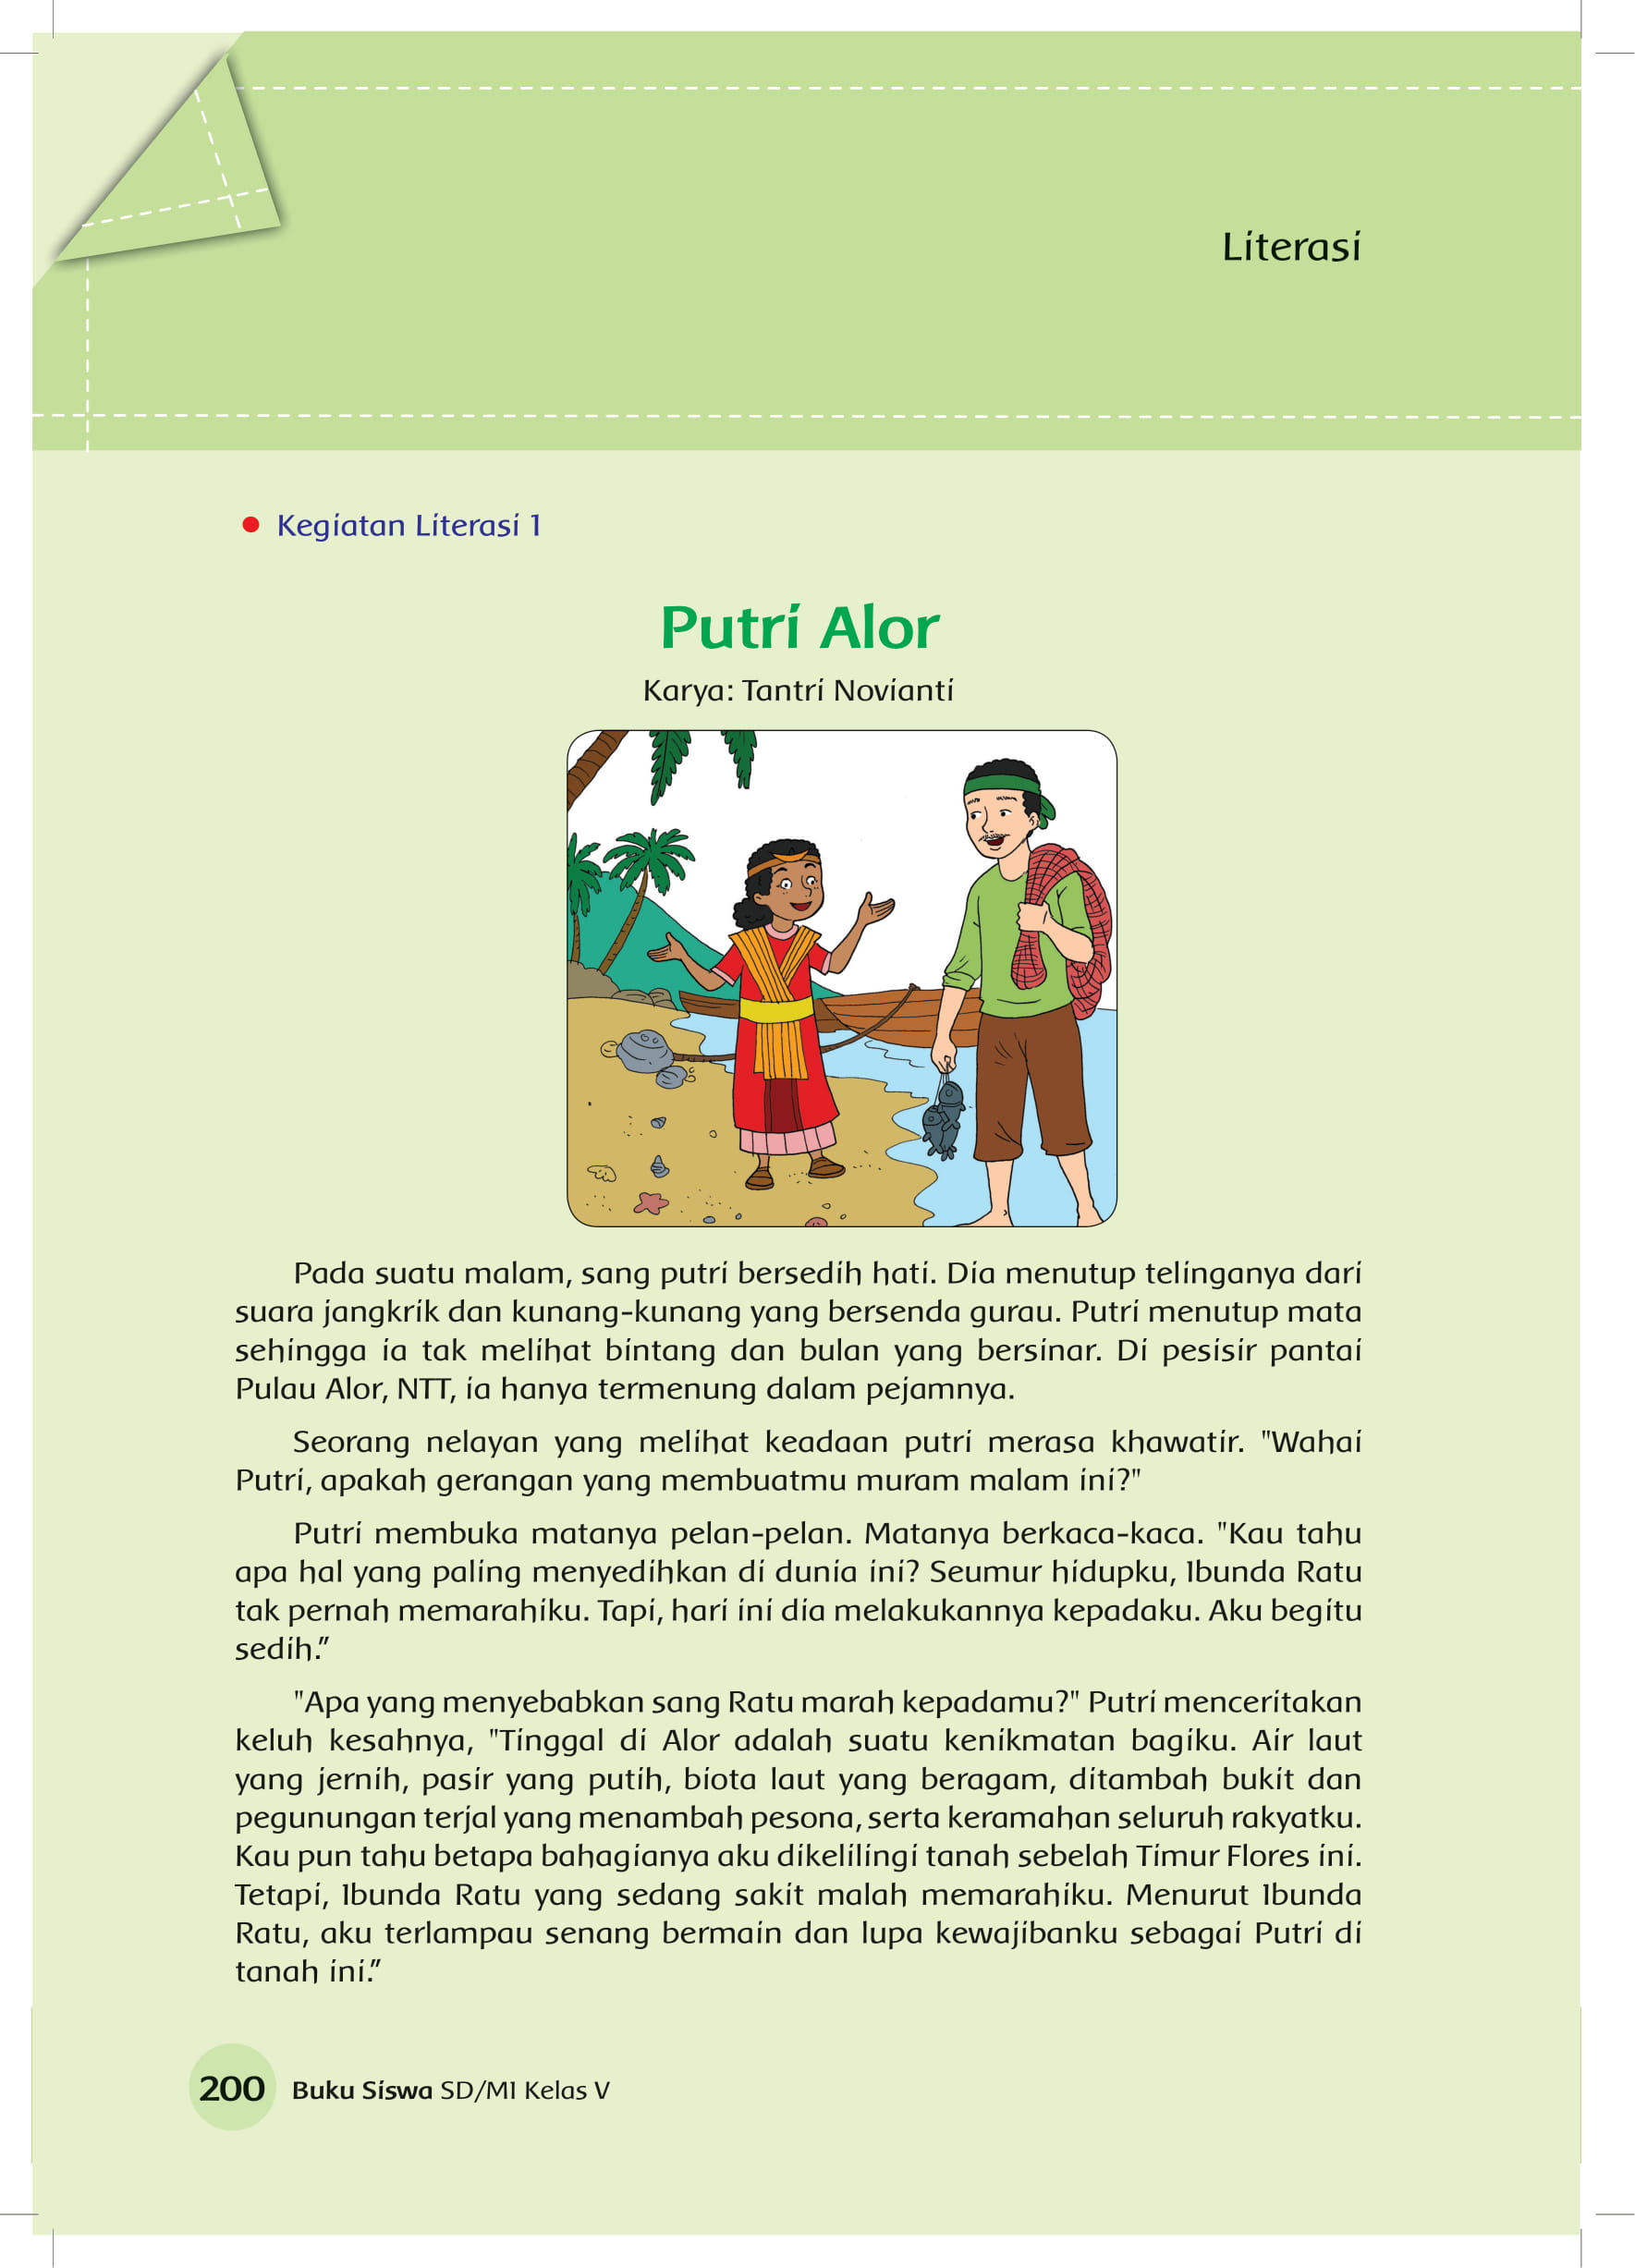 Literasi
• Kegiatan Literasi 1
Putri Alor
Karya: Tantri Novianti
Pada suatu malam, sang putri bersedih hati. Dia menutup telinganya dari
suara jangkrik dan kunang-kunang yang bersenda gurau. Putri menutup mata
sehingga ia tak melihat bintang dan bulan yang bersinar. Di pesisir pantai
Pulau Alor, NTT, ia hanya termenung dalam pejamnya.
Seorang nelayan yang melihat keadaan putri merasa khawatir. "Wahai
Putri, apakah gerangan yang membuatmu muram malam ini?"
Putri membuka matanya pelan-pelan. Matanya berkaca-kaca. "Kau tahu
apa hal yang paling menyedihkan di dunia ini? Seumur hidupku, Ibunda Ratu
tak pernah memarahiku. Tapi, hari ini dia melakukannya kepadaku. Aku begitu
sedih.”
"Apa yang menyebabkan sang Ratu marah kepadamu?" Putri menceritakan
keluh kesahnya, "Tinggal di Alor adalah suatu kenikmatan bagiku. Air laut
yang jernih, pasir yang putih, biota laut yang beragam, ditambah bukit dan
pegunungan terjal yang menambah pesona, serta keramahan seluruh rakyatku.
Kau pun tahu betapa bahagianya aku dikelilingi tanah sebelah Timur Flores ini.
Tetapi, Ibunda Ratu yang sedang sakit malah memarahiku. Menurut Ibunda
Ratu, aku terlampau senang bermain dan lupa kewajibanku sebagai Putri di
tanah ini.”
200 Buku Siswa SD/MI Kelas V